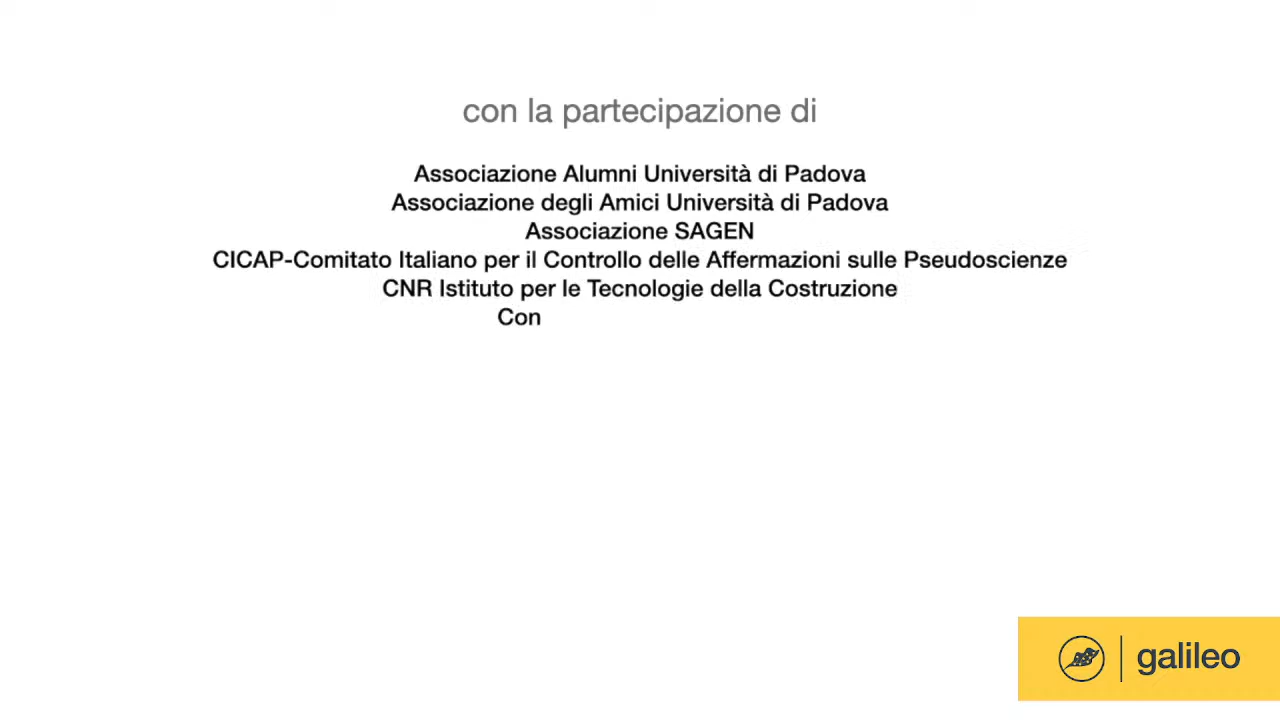 con la partecipazione di
Associazione Alumni Università di Padova
Associazione degli Amici Università di Padova
Associazione SAGEN
CICAP-Comitato Italiano per il Controllo delle Affermazioni sulle Pseudoscienze
CNR Istituto per le Tecnologie della Costruzione
Con
galileo